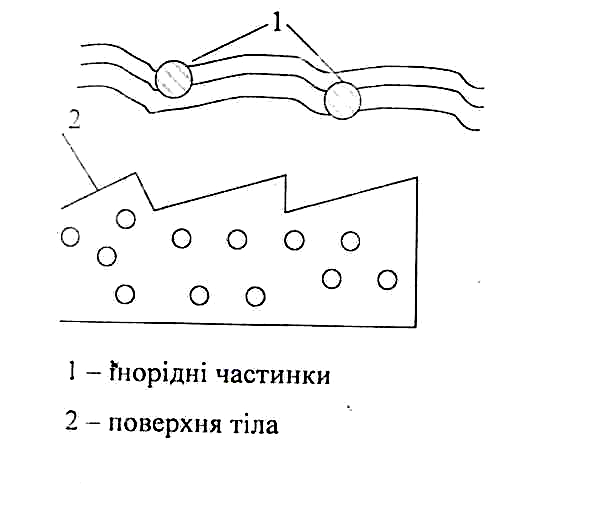 1
2
1 – Інорідні частинки
2 – поверхня тіла